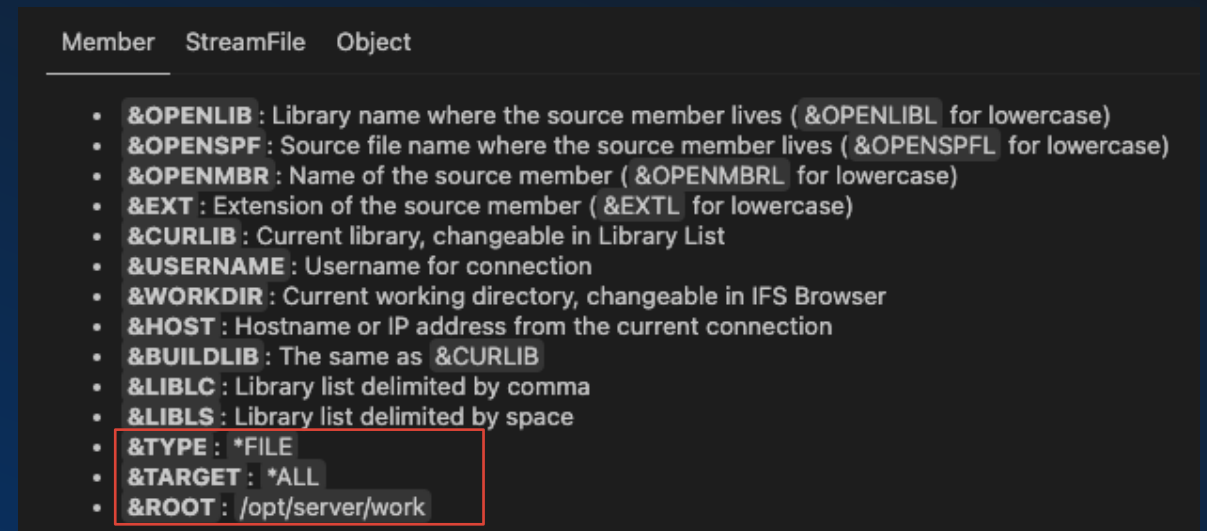 Member StreamFile Object
• &OPENLIB : Library name where the source member lives ( &OPENLIBL for lowercase)
• &OPENSPF : Source file name where the source member lives ( &OPENSPFL for lowercase)
• &OPENMBR : Name of the source member ( &OPENMBRL for lowercase)
• &EXT : Extension of the source member ( &EXTL for lowercase)
• &CURLIB : Current library, changeable in Library List
• &USERNAME : Username for connection
• &WORKDIR : Current working directory, changeable in IFS Browser
• &HOST : Hostname or IP address from the current connection
• &BUILDLIB : The same as &CURLIB
• &LIBLC : Library list delimited by comma
• &LIBLS : Library list delimited by space
• &TYPE : *FILE
• &TARGET : *ALL
• &ROOT : /opt/server/work